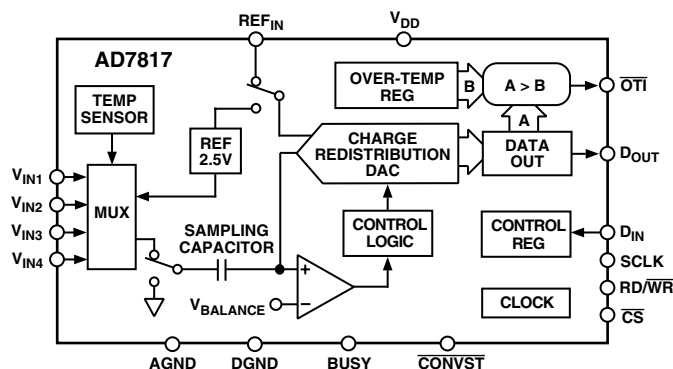 REFIN
VDD
AD7817
TEMP
SENSOR
OVER-TEMP
REG
B
A > B
OTI
REF
2.5V
CHARGE
REDISTRIBUTION
DAC
A
DATA
OUT
DOUT
VIN1
VIN2
VIN3
VIN4
MUX
SAMPLING
CAPACITOR
CONTROL
LOGIC
CONTROL
REG
DIN
SCLK
RD/WR
CS
+
−
VBALANCE
CLOCK
AGND
DGND
BUSY
CONVST